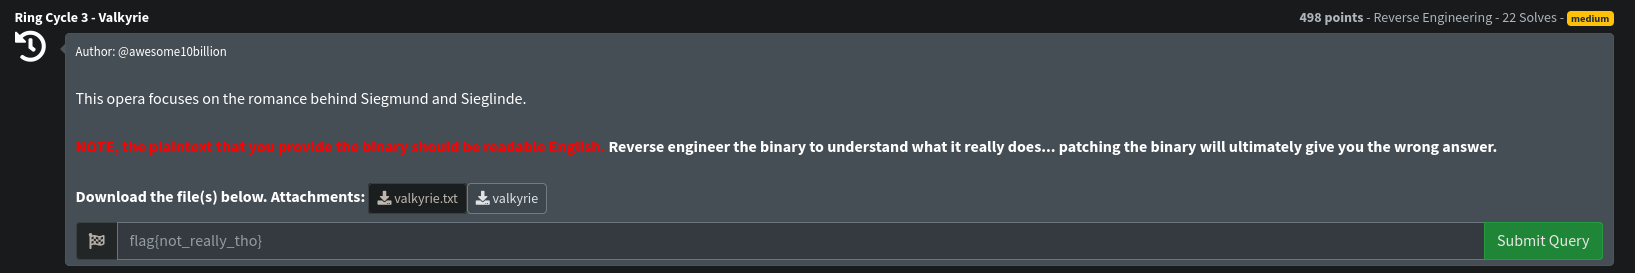 Ring Cycle 3 - Valkyrie 498 points - Reverse Engineering - 22 Solves - medium
Author: @awesome10billion
This opera focuses on the romance behind Siegmund and Sieglinde.
NOTE, the plaintext that you provide the binary should be readable English. Reverse engineer the binary to understand what it really does... patching the binary will ultimately give you the wrong answer.
Download the file(s) below. Attachments: valkyrie.txt valkyrie
flag{not_really_tho} Submit Query